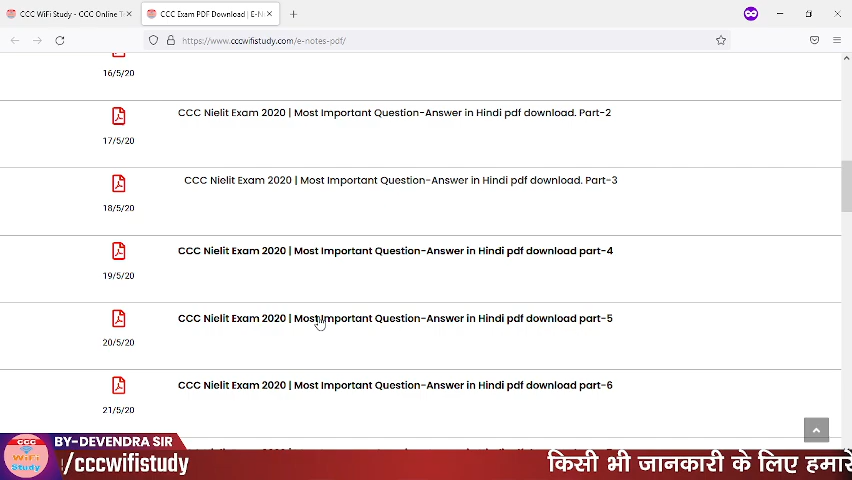 CCC WiFi Study - CCC Online T
CCC Exam PDF Download | E-N
https://www.cccwifistudy.com/e-notes-pdf/
16/5/20
CCC Nielit Exam 2020 | Most Important Question-Answer in Hindi pdf download. Part-2
17/5/20
CCC Nielit Exam 2020 | Most Important Question-Answer in Hindi pdf download. Part-3
18/5/20
CCC Nielit Exam 2020 | Most Important Question-Answer in Hindi pdf download part-4
19/5/20
CCC Nielit Exam 2020 | Most Important Question-Answer in Hindi pdf download part-5
20/5/20
CCC Nielit Exam 2020 | Most Important Question-Answer in Hindi pdf download part-6
21/5/20
CCC
WiFi
Study
BY-DEVENDRA SIR
/cccwifistudy
किसी भी जानकारी के लिए हमारे